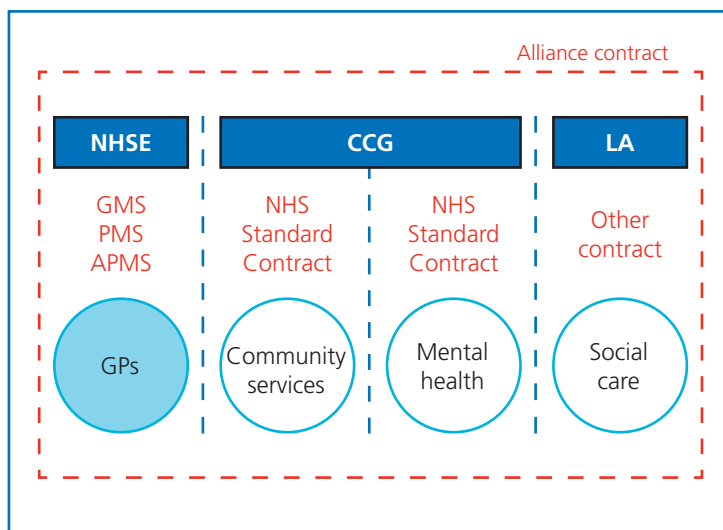 Alliance contract
NHSE
CCG
LA
GMS
PMS
APMS
NHS
Standard
Contract
NHS
Standard
Contract
Other
contract
GPs
Community
services
Mental
health
Social
care